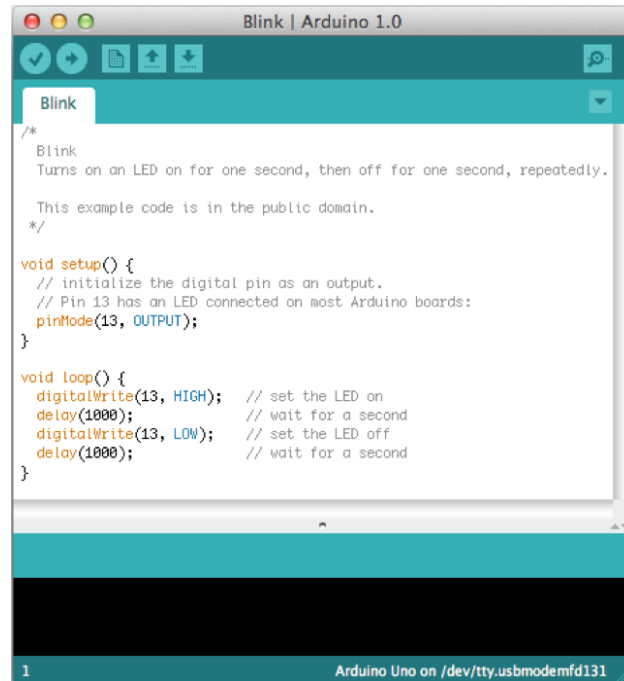 Blink | Arduino 1.0
Blink
/*
  Blink
  Turns on an LED on for one second, then off for one second, repeatedly.

  This example code is in the public domain.
 */

void setup() {
  // initialize the digital pin as an output.
  // Pin 13 has an LED connected on most Arduino boards:
  pinMode(13, OUTPUT);
}

void loop() {
  digitalWrite(13, HIGH);   // set the LED on
  delay(1000);              // wait for a second
  digitalWrite(13, LOW);    // set the LED off
  delay(1000);              // wait for a second
}
1 Arduino Uno on /dev/tty.usbmodemfd131